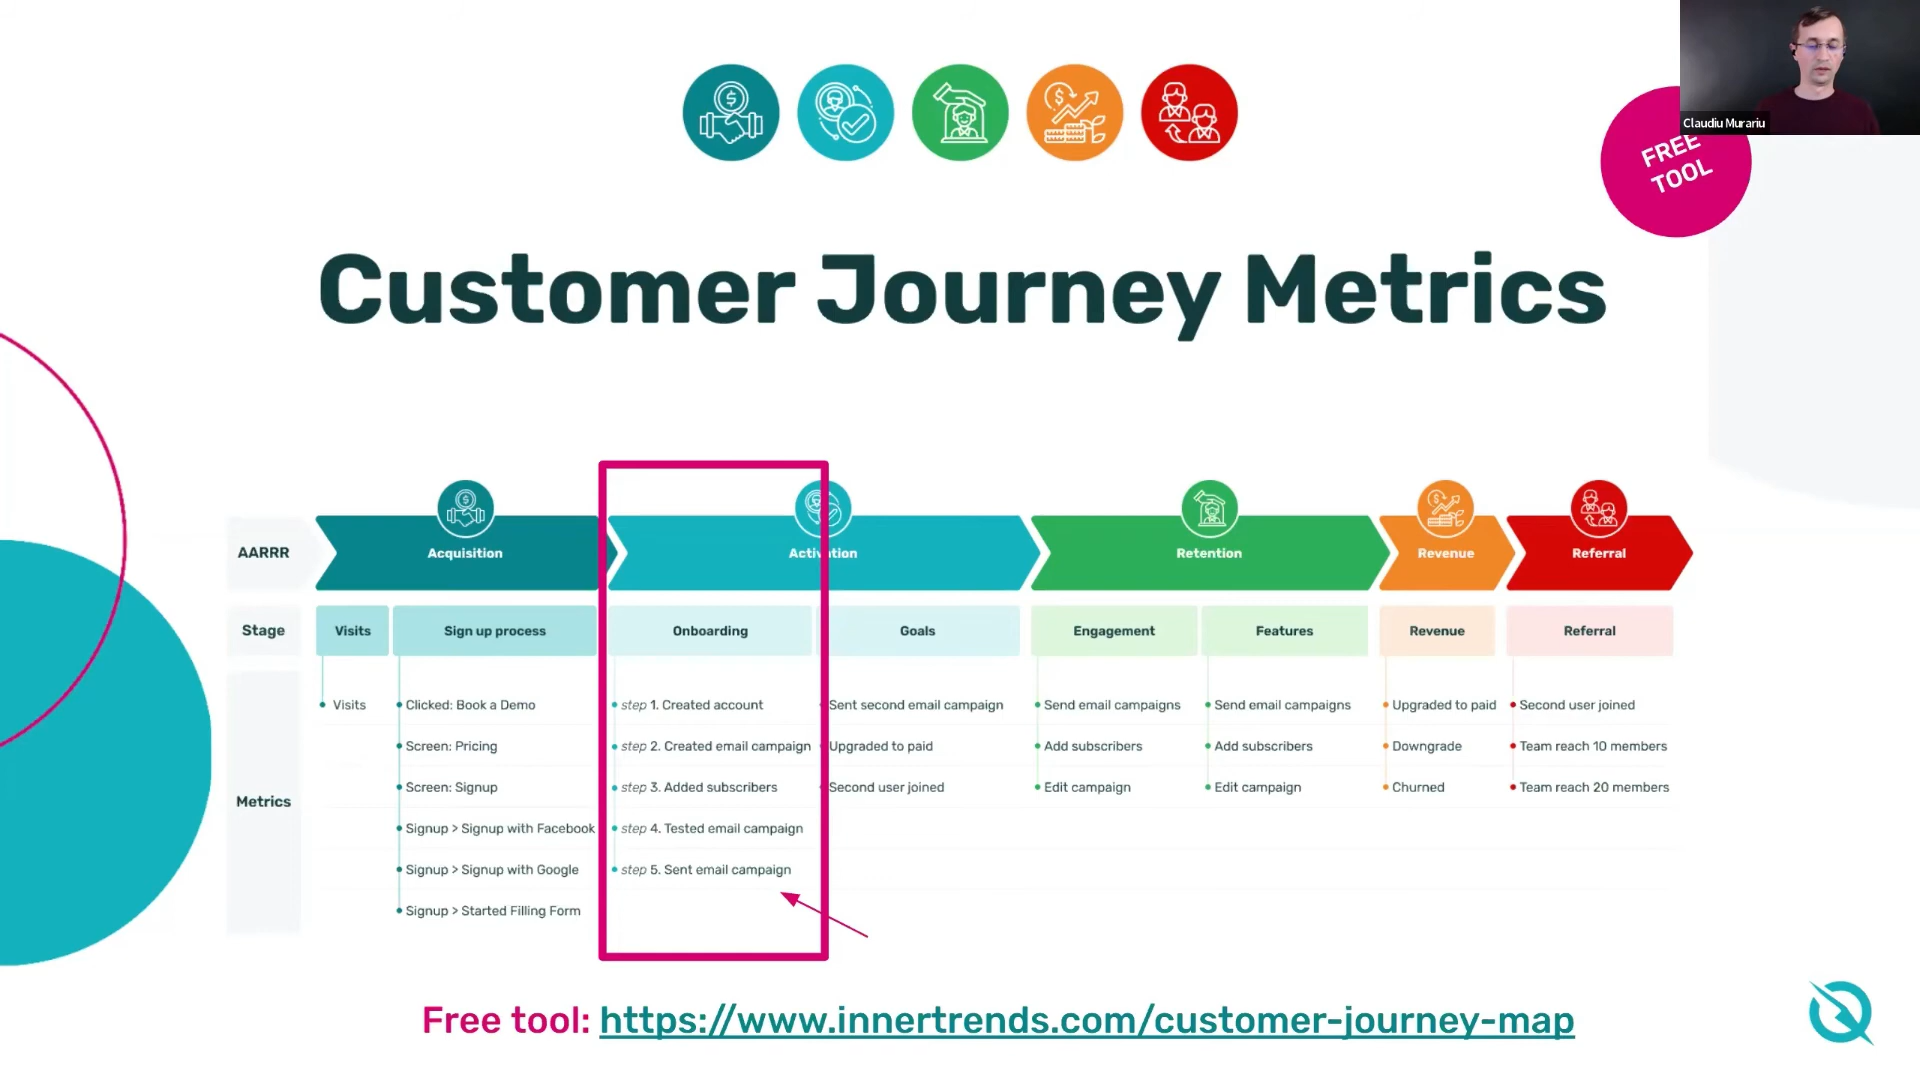 Claudiu Murariu
FREE
TOOL
Customer Journey Metrics
AARRR
Acquisition
Activation
Retention
Revenue
Referral
Stage
Visits
Sign up process
Onboarding
Goals
Engagement
Features
Revenue
Referral
Metrics
Visits
Clicked: Book a Demo
Screen: Pricing
Screen: Signup
Signup > Signup with Facebook
Signup > Signup with Google
Signup > Started Filling Form
step 1. Created account
step 2. Created email campaign
step 3. Added subscribers
step 4. Tested email campaign
step 5. Sent email campaign
Sent second email campaign
Upgraded to paid
Second user joined
Send email campaigns
Add subscribers
Edit campaign
Send email campaigns
Add subscribers
Edit campaign
Upgraded to paid
Downgrade
Churned
Second user joined
Team reach 10 members
Team reach 20 members
Free tool: https://www.innertrends.com/customer-journey-map